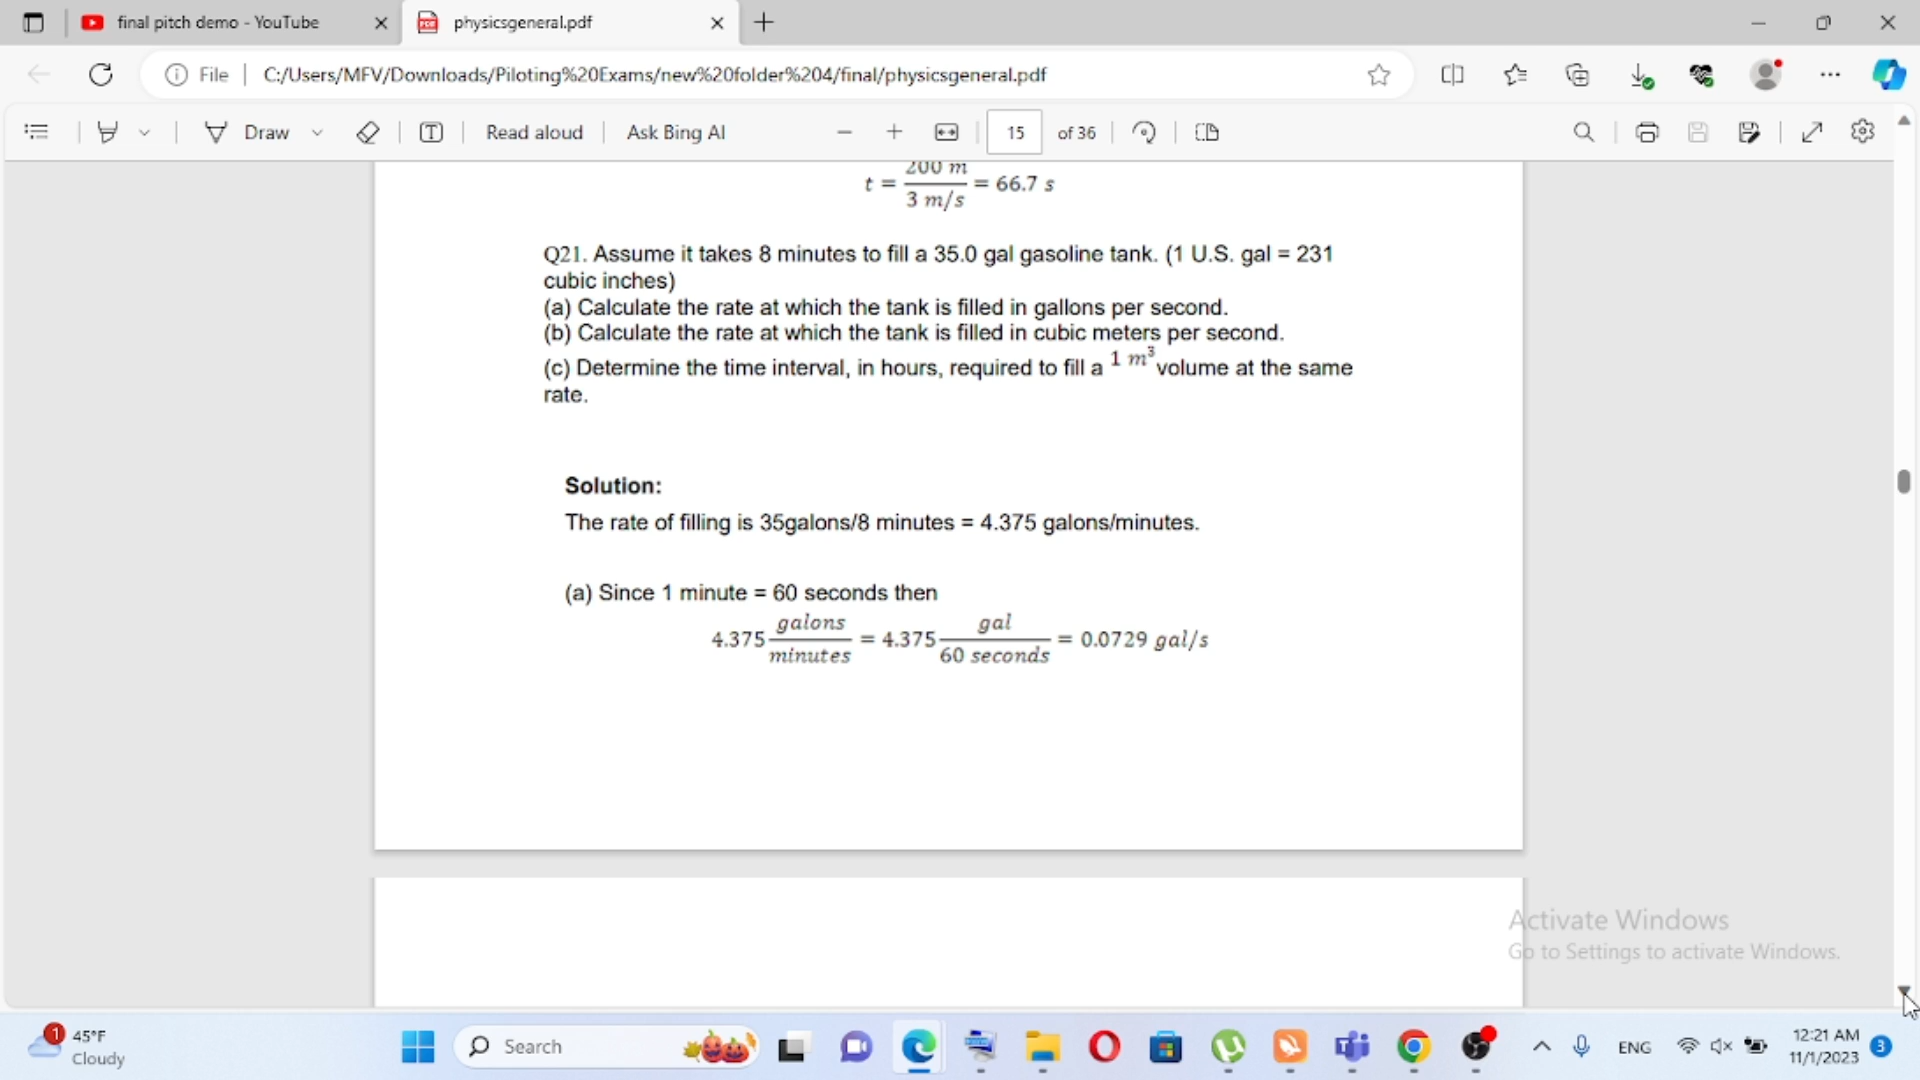 final pitch demo - YouTube
physicsgeneral.pdf
File
C:/Users/MFV/Downloads/Piloting%20Exams/new%20folder%204/final/physicsgeneral.pdf
Draw
Read aloud
Ask Bing AI
15
of 36
t = 200 m / 3 m/s = 66.7 s
Q21. Assume it takes 8 minutes to fill a 35.0 gal gasoline tank. (1 U.S. gal = 231
cubic inches)
(a) Calculate the rate at which the tank is filled in gallons per second.
(b) Calculate the rate at which the tank is filled in cubic meters per second.
(c) Determine the time interval, in hours, required to fill a 1 m³ volume at the same
rate.
Solution:
The rate of filling is 35galons/8 minutes = 4.375 galons/minutes.
(a) Since 1 minute = 60 seconds then
4.375 galons / minutes = 4.375 gal / 60 seconds = 0.0729 gal/s
Activate Windows
Go to Settings to activate Windows.
1
45°F
Cloudy
Search
ENG
12:21 AM
11/1/2023
3